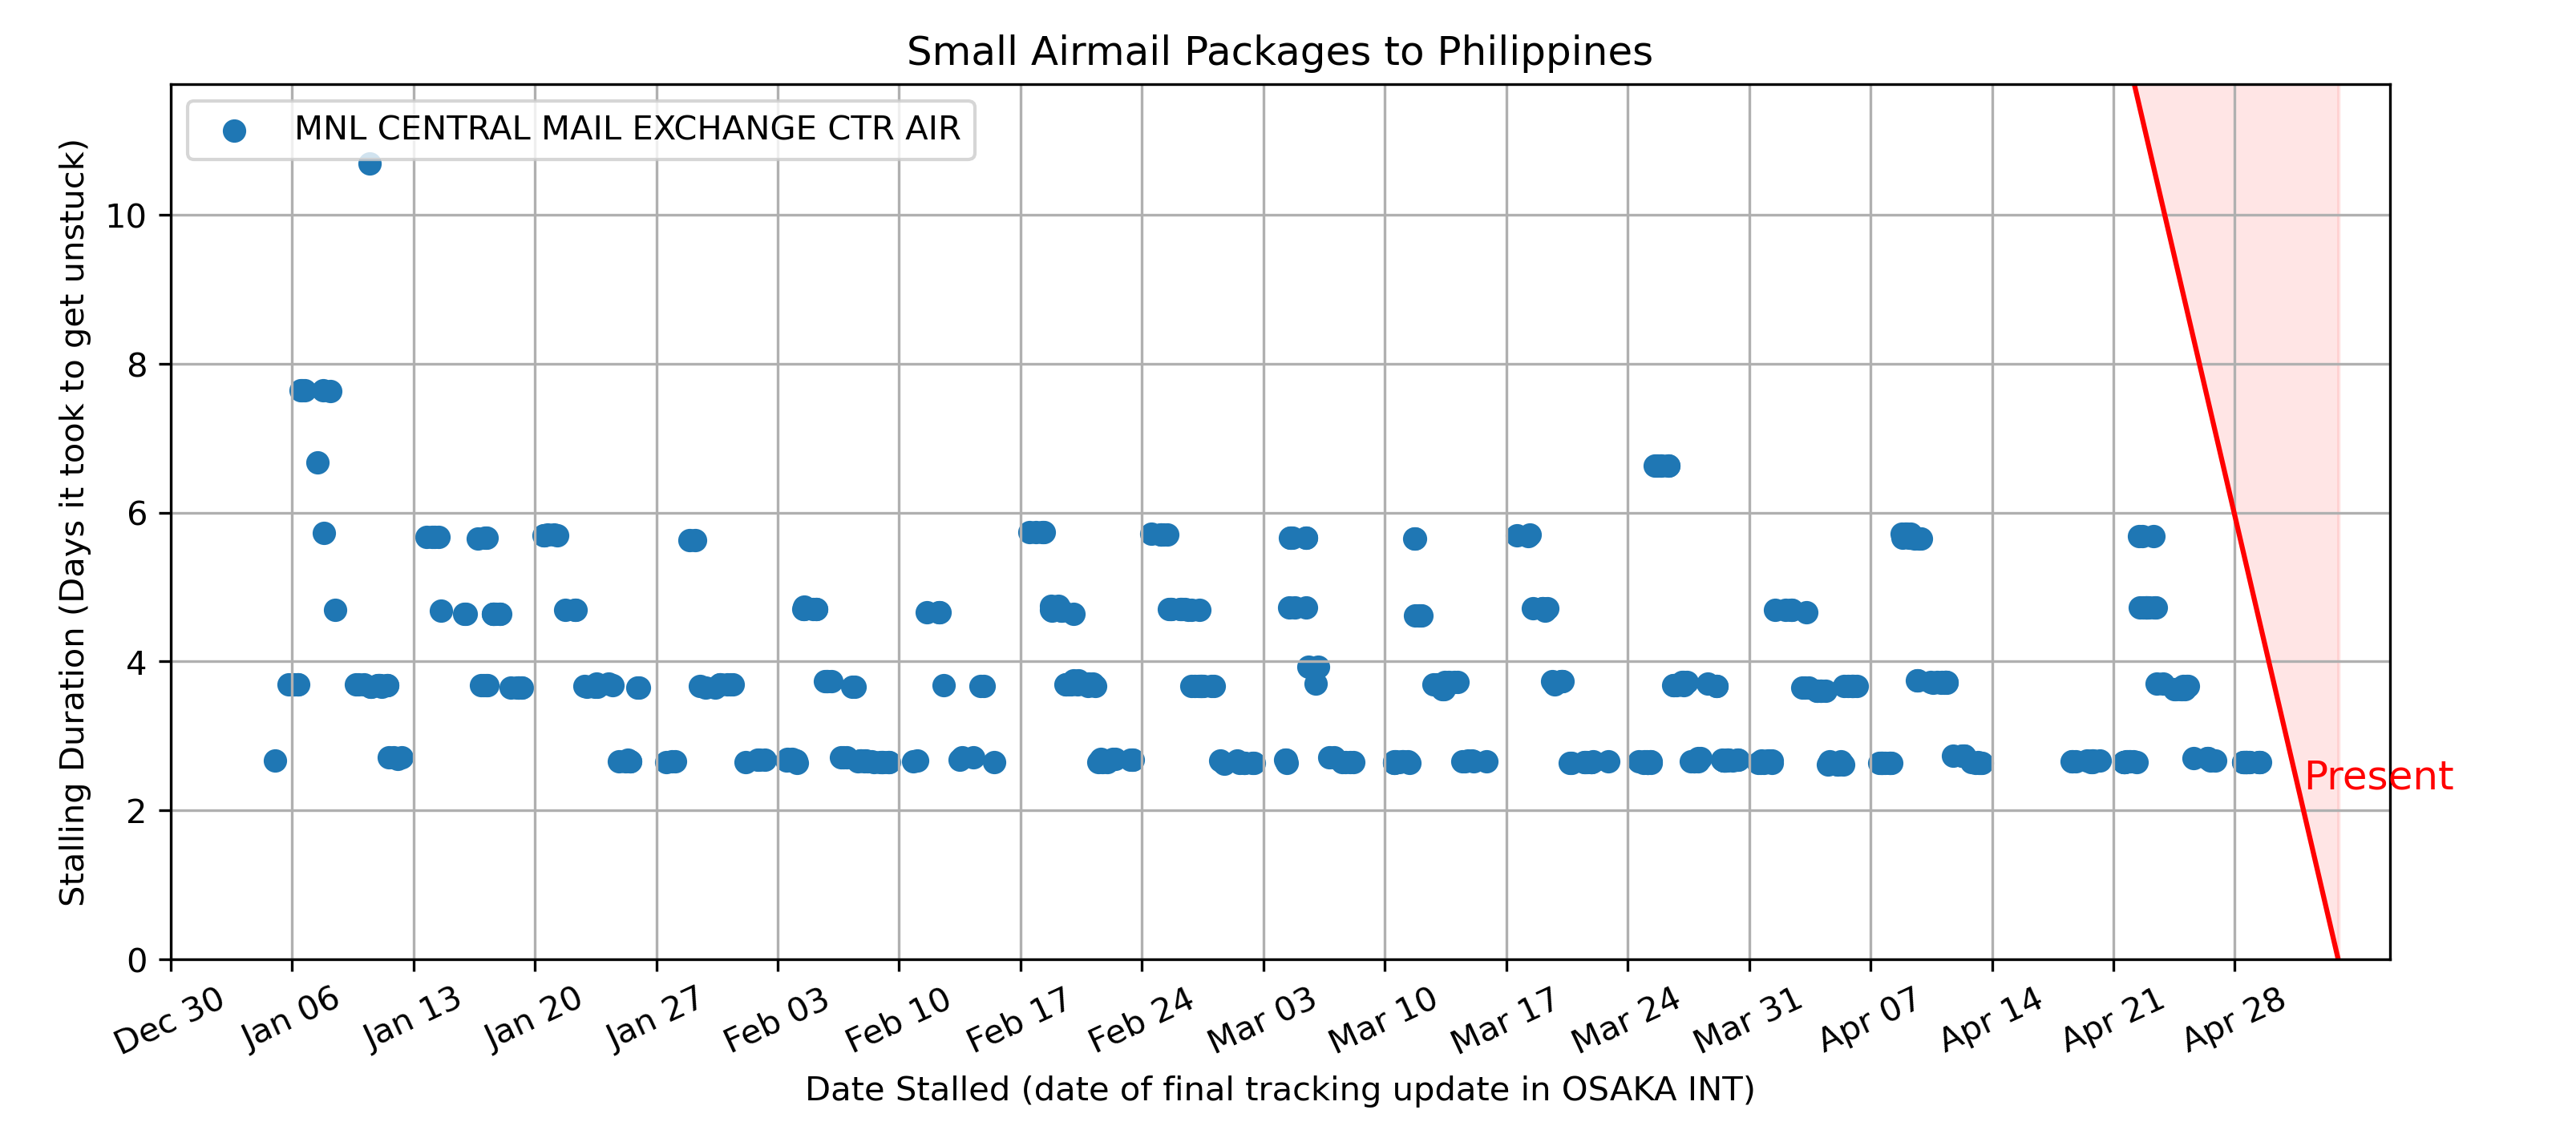 Small Airmail Packages to Philippines
MNL CENTRAL MAIL EXCHANGE CTR AIR
Stalling Duration (Days it took to get unstuck)
10
8
6
4
2
0
Present
Dec 30
Jan 06
Jan 13
Jan 20
Jan 27
Feb 03
Feb 10
Feb 17
Feb 24
Mar 03
Mar 10
Mar 17
Mar 24
Mar 31
Apr 07
Apr 14
Apr 21
Apr 28
Date Stalled (date of final tracking update in OSAKA INT)